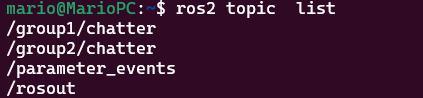 mario@MarioPC:~$ ros2 topic  list
/group1/chatter
/group2/chatter
/parameter_events
/rosout